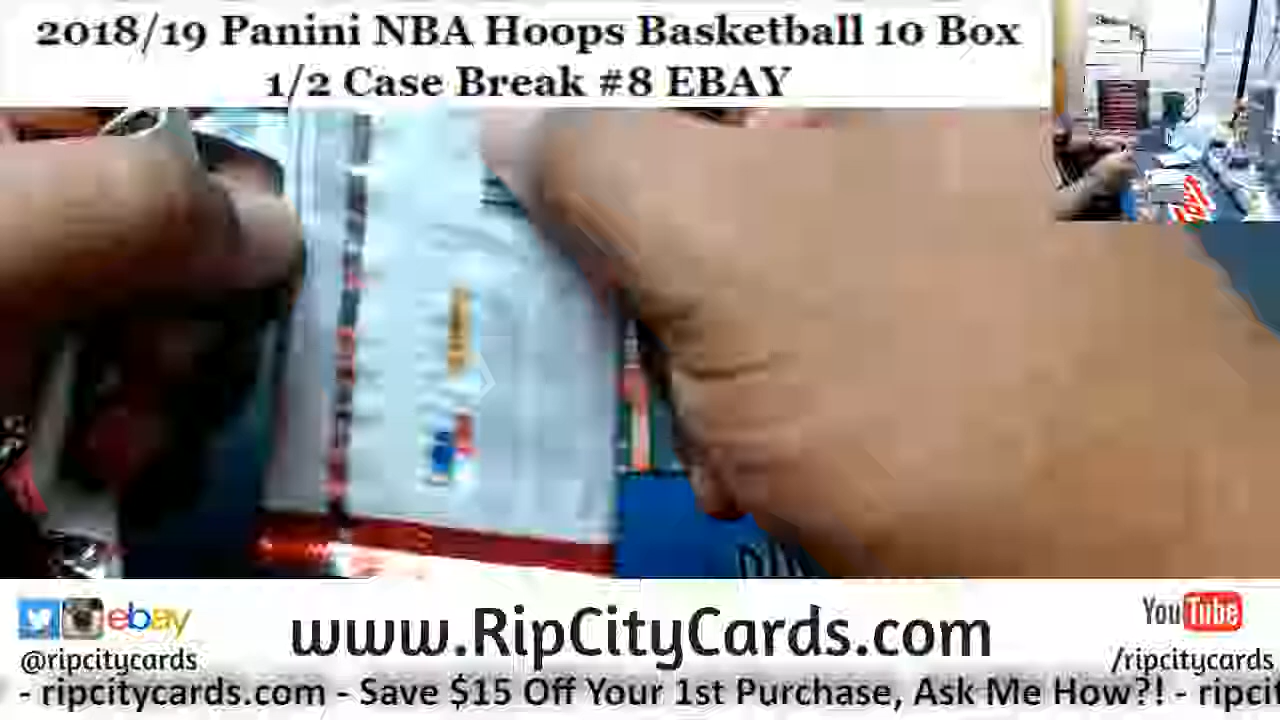 2018/19 Panini NBA Hoops Basketball 10 Box
1/2 Case Break #8 EBAY
ebay
@ripcitycards
www.RipCityCards.com
YouTube
/ripcitycards
- ripcitycards.com - Save $15 Off Your 1st Purchase, Ask Me How?! - ripci